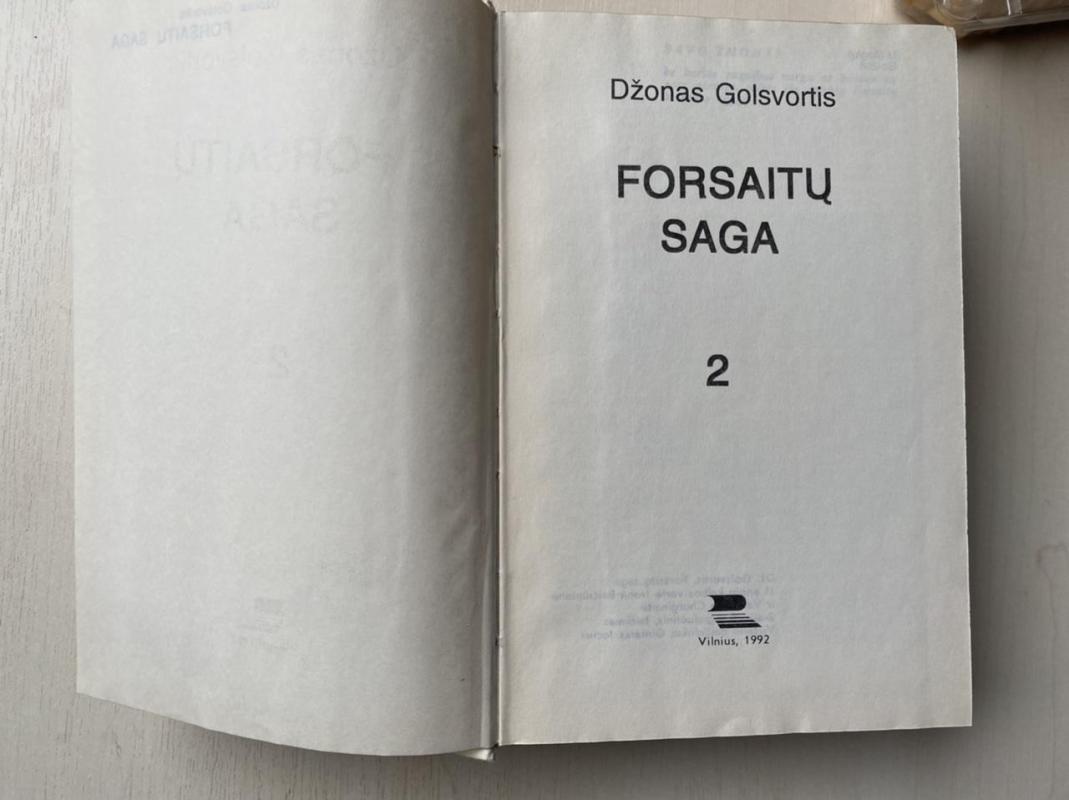 Džonas Golsvortis
FORSAITŲ
SAGA
2
Vilnius, 1992